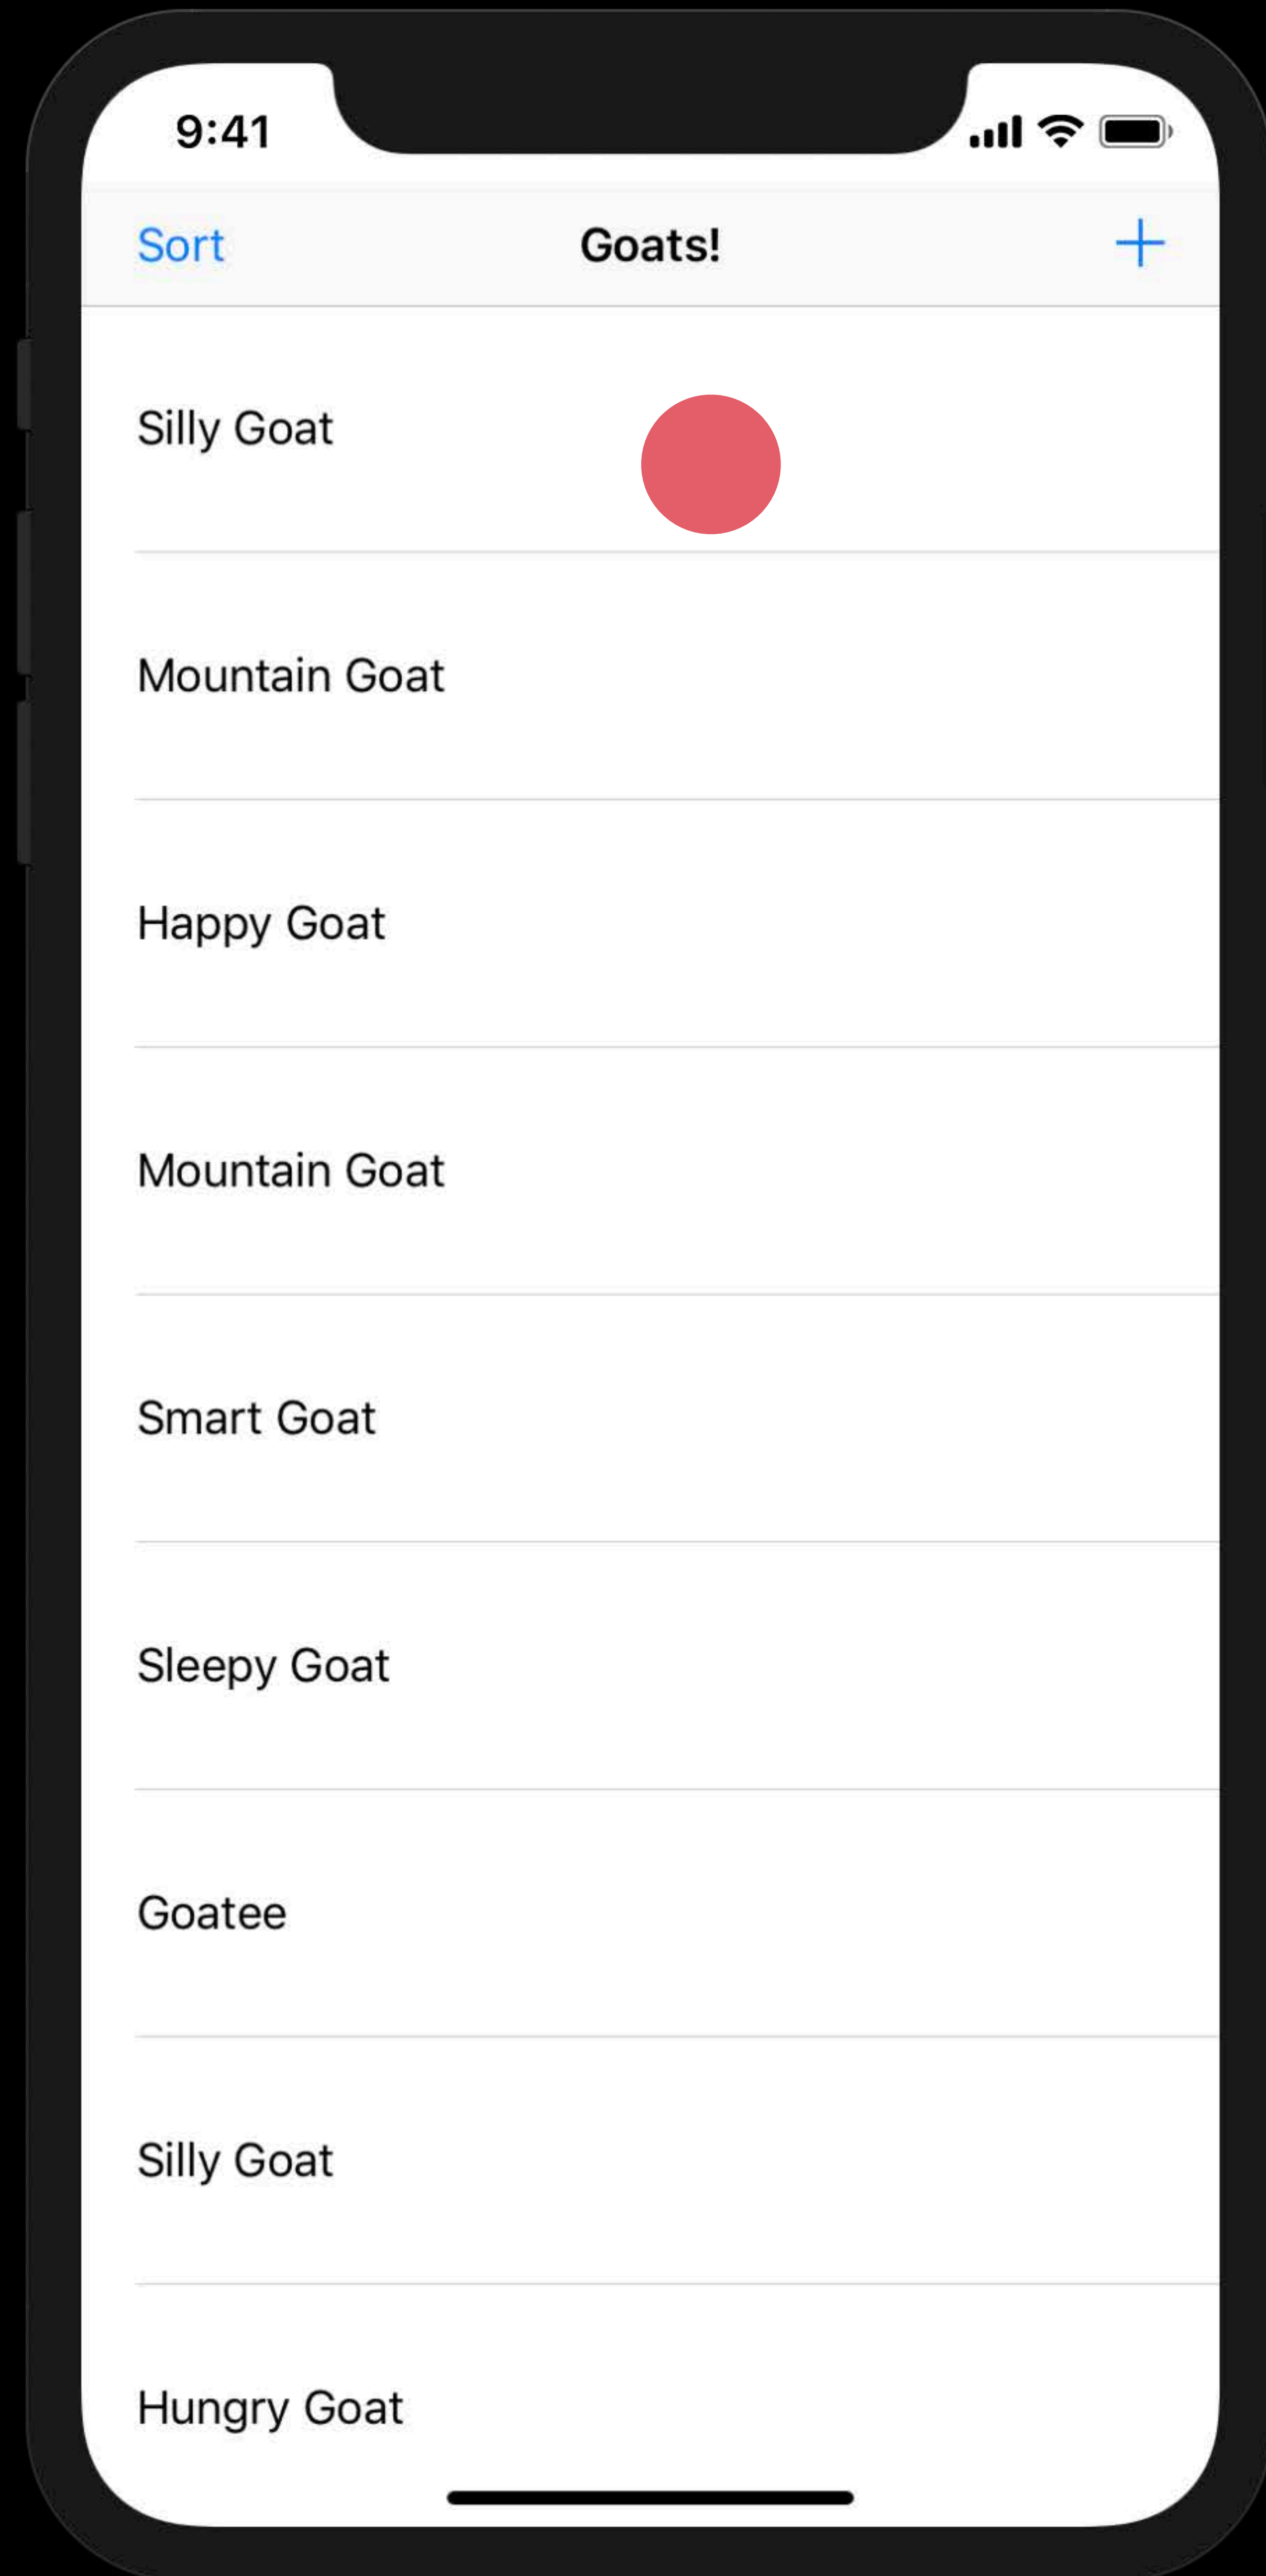 9:41
Sort Goats! +
Silly Goat
Mountain Goat
Happy Goat
Mountain Goat
Smart Goat
Sleepy Goat
Goatee
Silly Goat
Hungry Goat